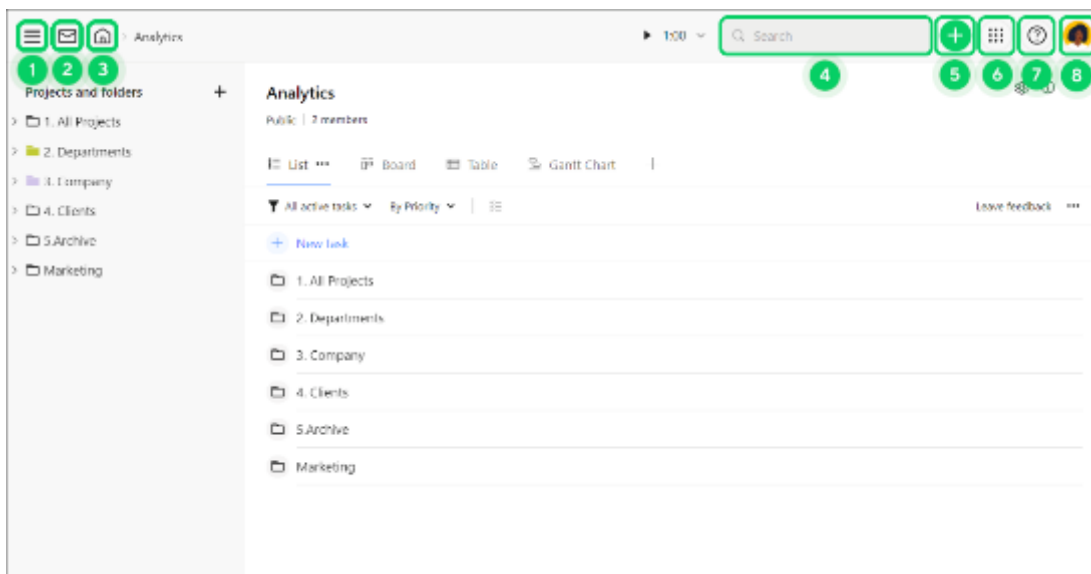 Analytics
1:00
Search
1
2
3
4
5
6
7
8
Projects and folders
1. All Projects
2. Departments
3. Company
4. Clients
5.Archive
Marketing
Analytics
Public | 2 members
List
Board
Table
Gantt Chart
All active tasks
By Priority
Leave feedback
New task
1. All Projects
2. Departments
3. Company
4. Clients
5.Archive
Marketing